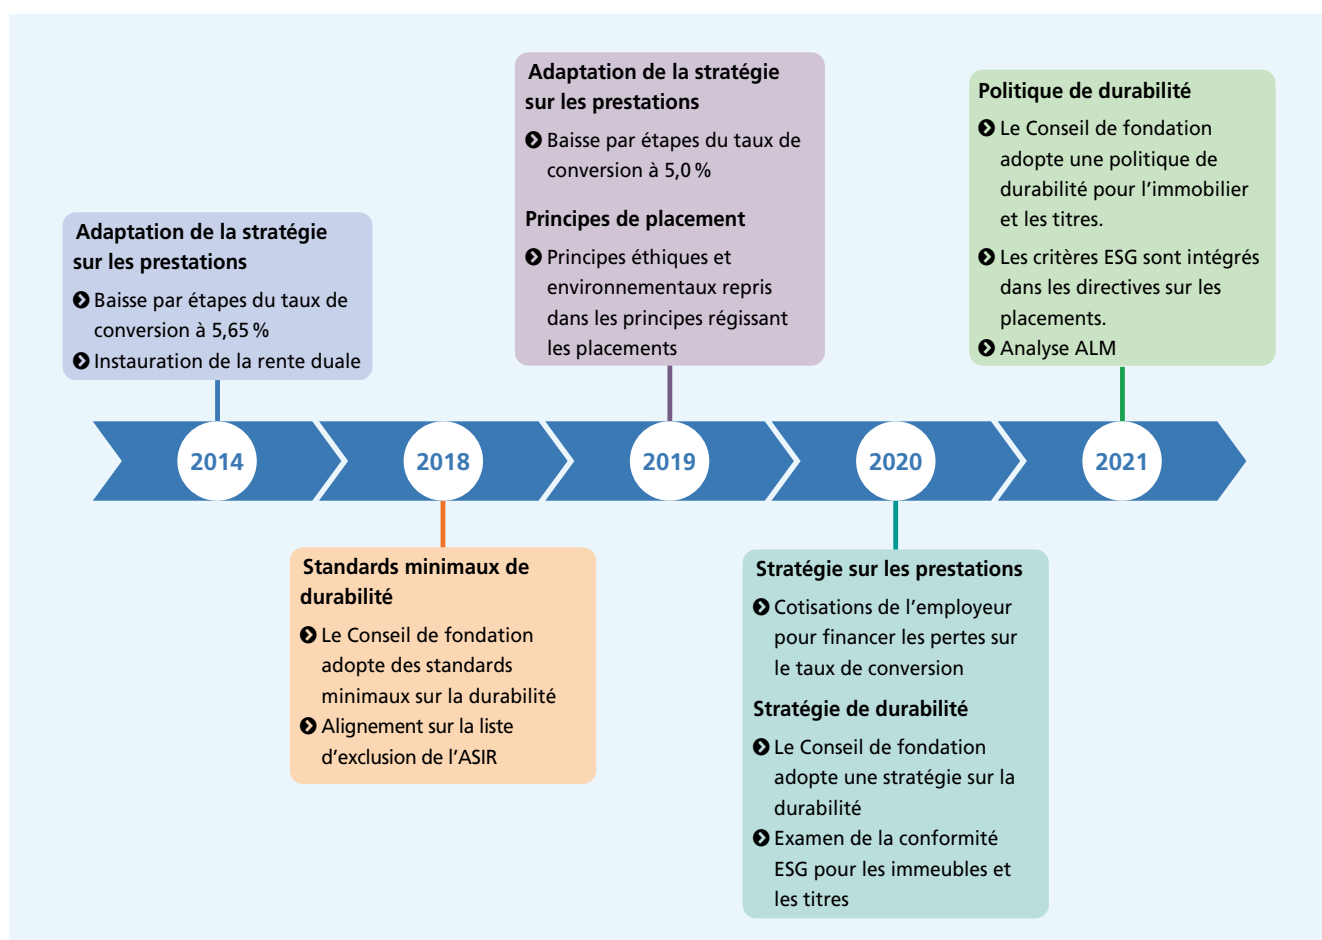 Adaptation de la stratégie
sur les prestations
Baisse par étapes du taux de
conversion à 5,65 %
Instauration de la rente duale
Adaptation de la stratégie
sur les prestations
Baisse par étapes du taux de
conversion à 5,0 %
Principes de placement
Principes éthiques et
environnementaux repris
dans les principes régissant
les placements
Politique de durabilité
Le Conseil de fondation
adopte une politique de
durabilité pour l’immobilier
et les titres.
Les critères ESG sont intégrés
dans les directives sur les
placements.
Analyse ALM
2014
2018
2019
2020
2021
Standards minimaux de
durabilité
Le Conseil de fondation
adopte des standards
minimaux sur la durabilité
Alignement sur la liste
d’exclusion de l’ASIR
Stratégie sur les prestations
Cotisations de l’employeur
pour financer les pertes sur
le taux de conversion
Stratégie de durabilité
Le Conseil de fondation
adopte une stratégie sur la
durabilité
Examen de la conformité
ESG pour les immeubles et
les titres